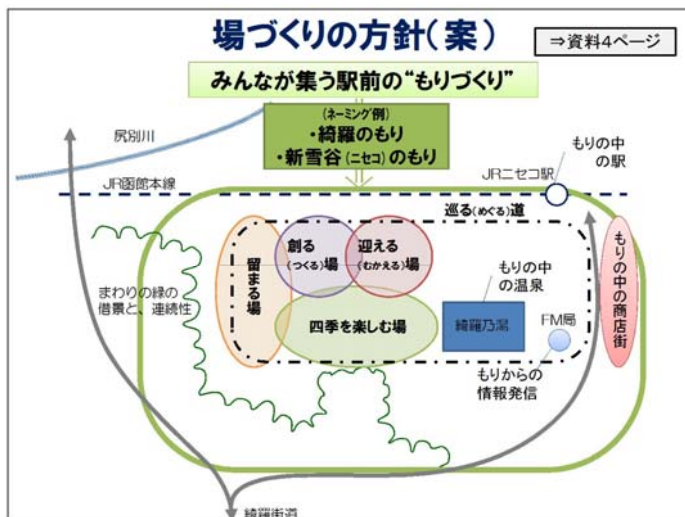 場づくりの方針(案)
⇒資料4ページ
みんなが集う駅前の“もりづくり”
(ネーミング例)
・綺羅のもり
・新雪谷(ニセコ)のもり
尻別川
JR函館本線
JRニセコ駅
もりの中
の駅
巡る(めぐる)道
創る
(つくる)場
迎える
(むかえる)場
留まる場
四季を楽しむ場
もりの中
の温泉
綺羅乃湯
FM局
もりからの
情報発信
もりの中の商店街
まわりの緑の
借景と、連続性
綺羅街道